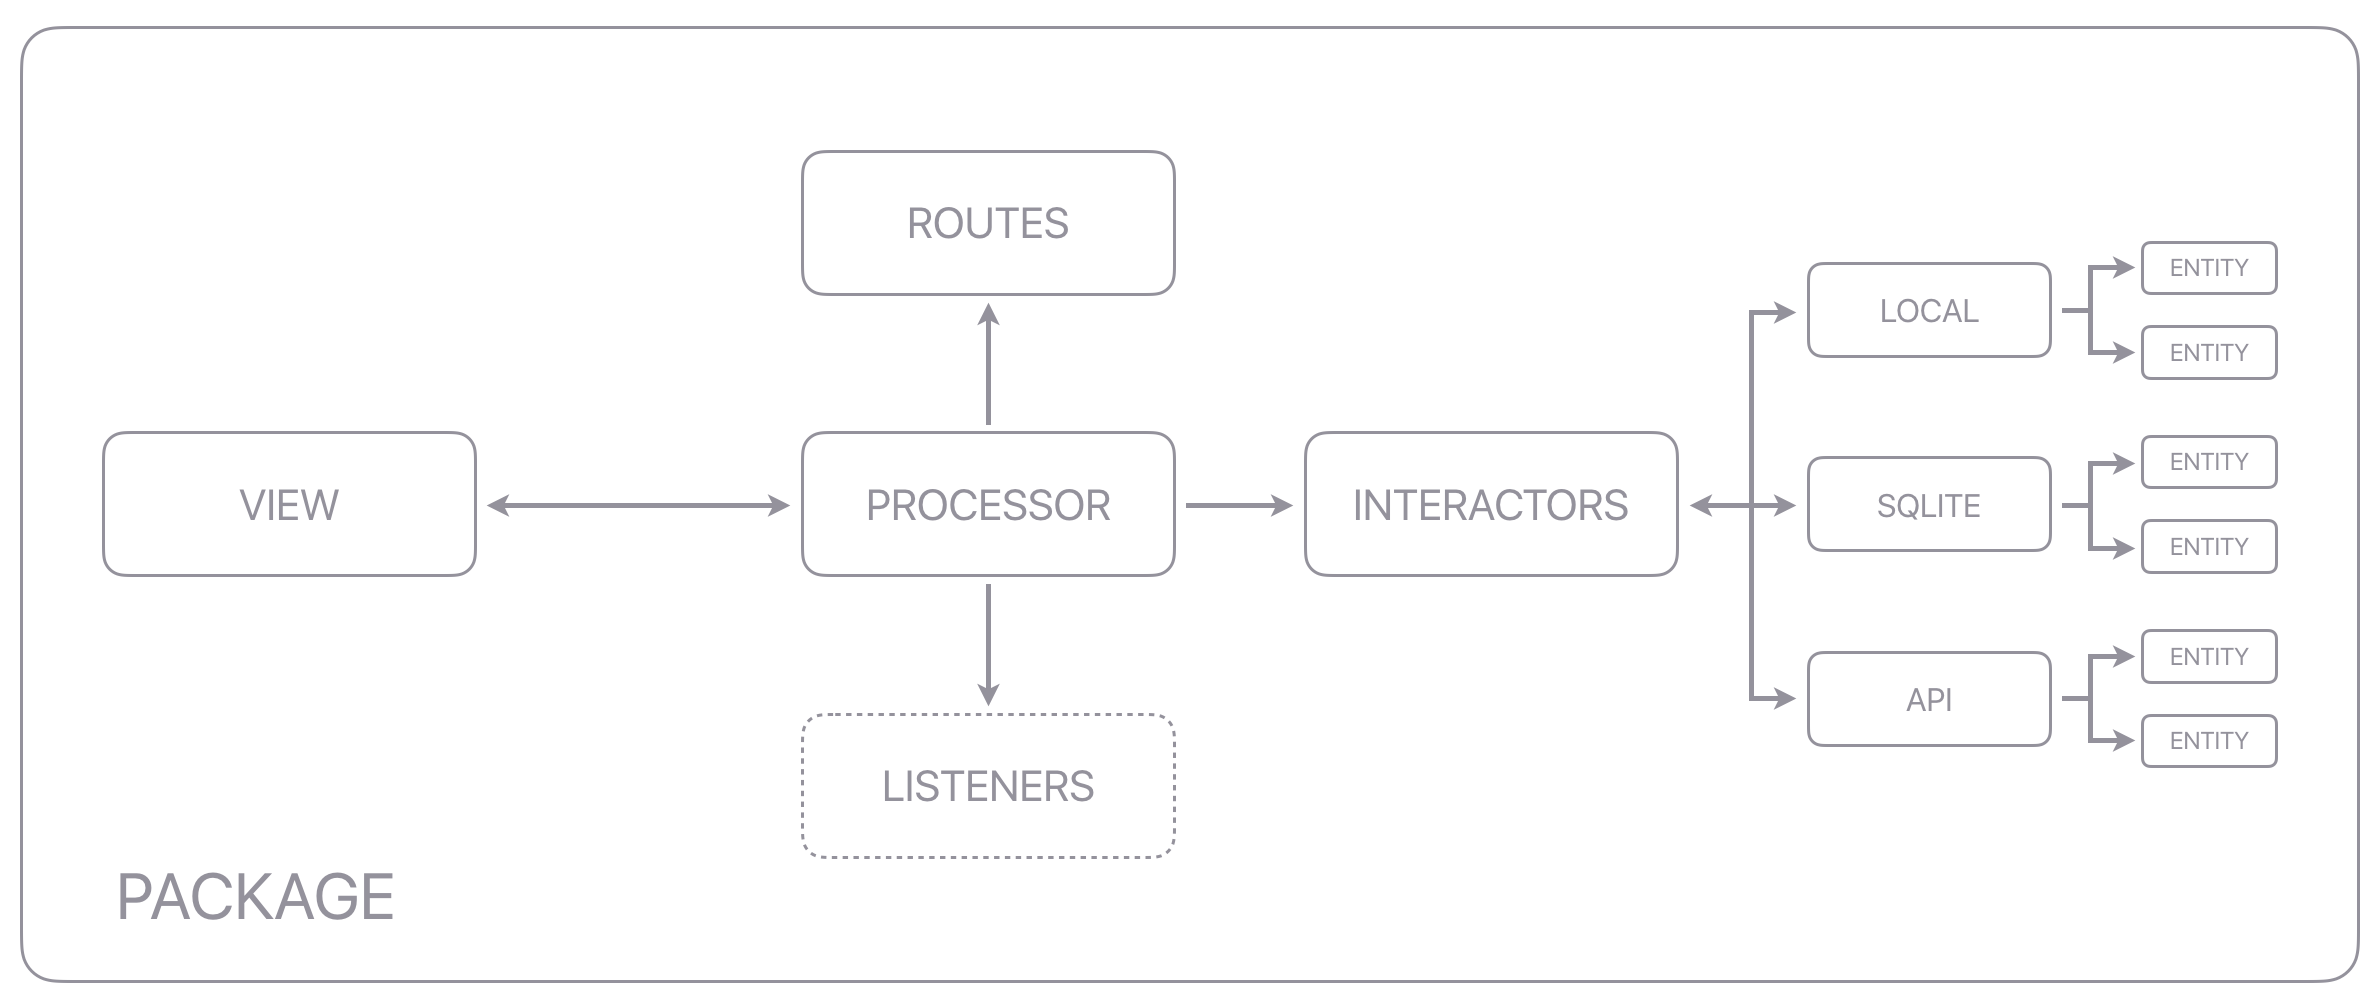 ROUTES
VIEW
PROCESSOR
INTERACTORS
LISTENERS
LOCAL
ENTITY
ENTITY
SQLITE
ENTITY
ENTITY
API
ENTITY
ENTITY
PACKAGE